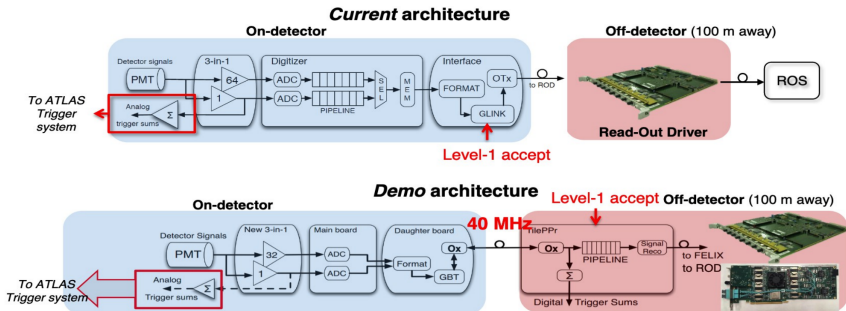 Current architecture
On-detector
Off-detector (100 m away)
Detector signals
3-in-1
Digitizer
Interface
PMT
64
1
ADC
ADC
PIPELINE
SEL
MEM
FORMAT
OTx
GLINK
to ROD
ROS
Read-Out Driver
To ATLAS
Trigger
system
Analog
trigger sums
Σ
Level-1 accept
Demo architecture
Level-1 accept
On-detector
Off-detector (100 m away)
40 MHz
Detector Signals
New 3-in-1
Main board
Daughter board
TilePPr
PMT
32
1
ADC
ADC
Format
Ox
GBT
Ox
PIPELINE
Signal
Reco
to FELIX
to ROD
Σ
Digital
Trigger Sums
To ATLAS
Trigger system
Analog
Trigger sums
Σ